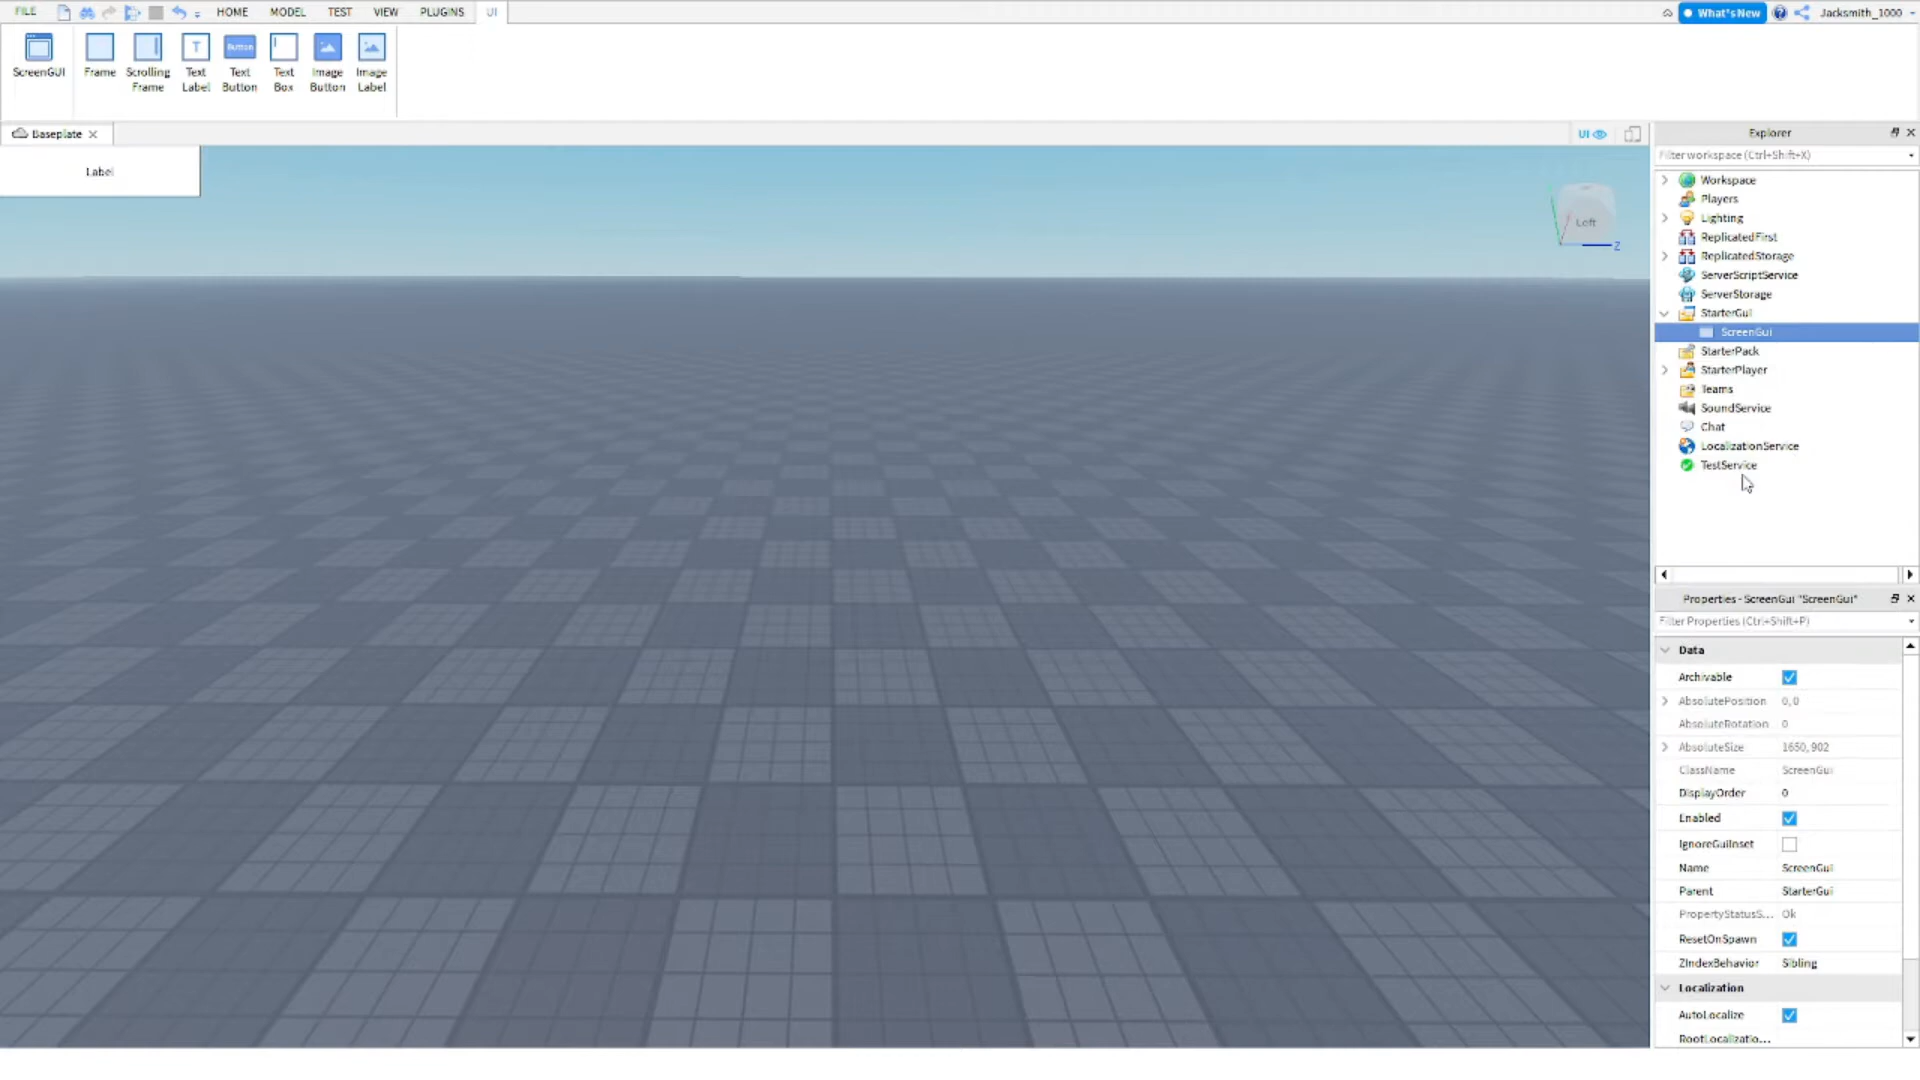 FILE HOME MODEL TEST VIEW PLUGINS UI What's New Jacksmith_1000
ScreenGUI Frame Scrolling Frame Text Label Button Text Button Text Box Image Button Image Label
Baseplate UI
Label
Left
Z
Explorer
Filter workspace (Ctrl+Shift+X)
Workspace
Players
Lighting
ReplicatedFirst
ReplicatedStorage
ServerScriptService
ServerStorage
StarterGui
ScreenGui
StarterPack
StarterPlayer
Teams
SoundService
Chat
LocalizationService
TestService
Properties - ScreenGui "ScreenGui"
Filter Properties (Ctrl+Shift+P)
Data
Archivable
AbsolutePosition 0, 0
AbsoluteRotation 0
AbsoluteSize 1650, 902
ClassName ScreenGui
DisplayOrder 0
Enabled
IgnoreGuiInset
Name ScreenGui
Parent StarterGui
PropertyStatusS... Ok
ResetOnSpawn
ZIndexBehavior Sibling
Localization
AutoLocalize
RootLocalizatio...